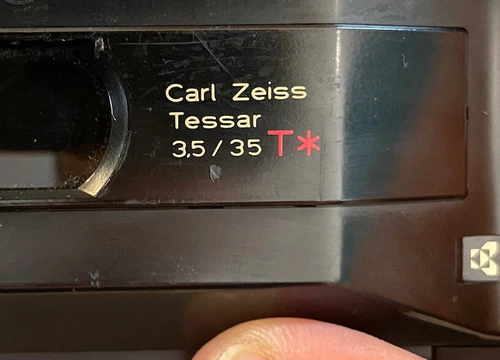 Carl Zeiss
Tessar
3,5 / 35 T*